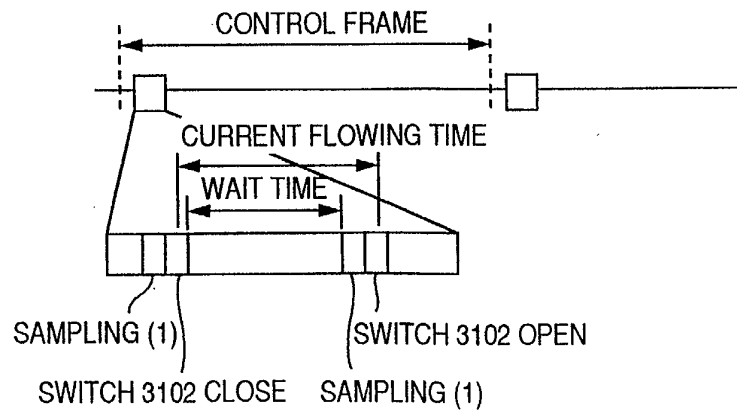 CONTROL FRAME
CURRENT FLOWING TIME
WAIT TIME
SAMPLING (1)
SWITCH 3102 OPEN
SWITCH 3102 CLOSE
SAMPLING (1)